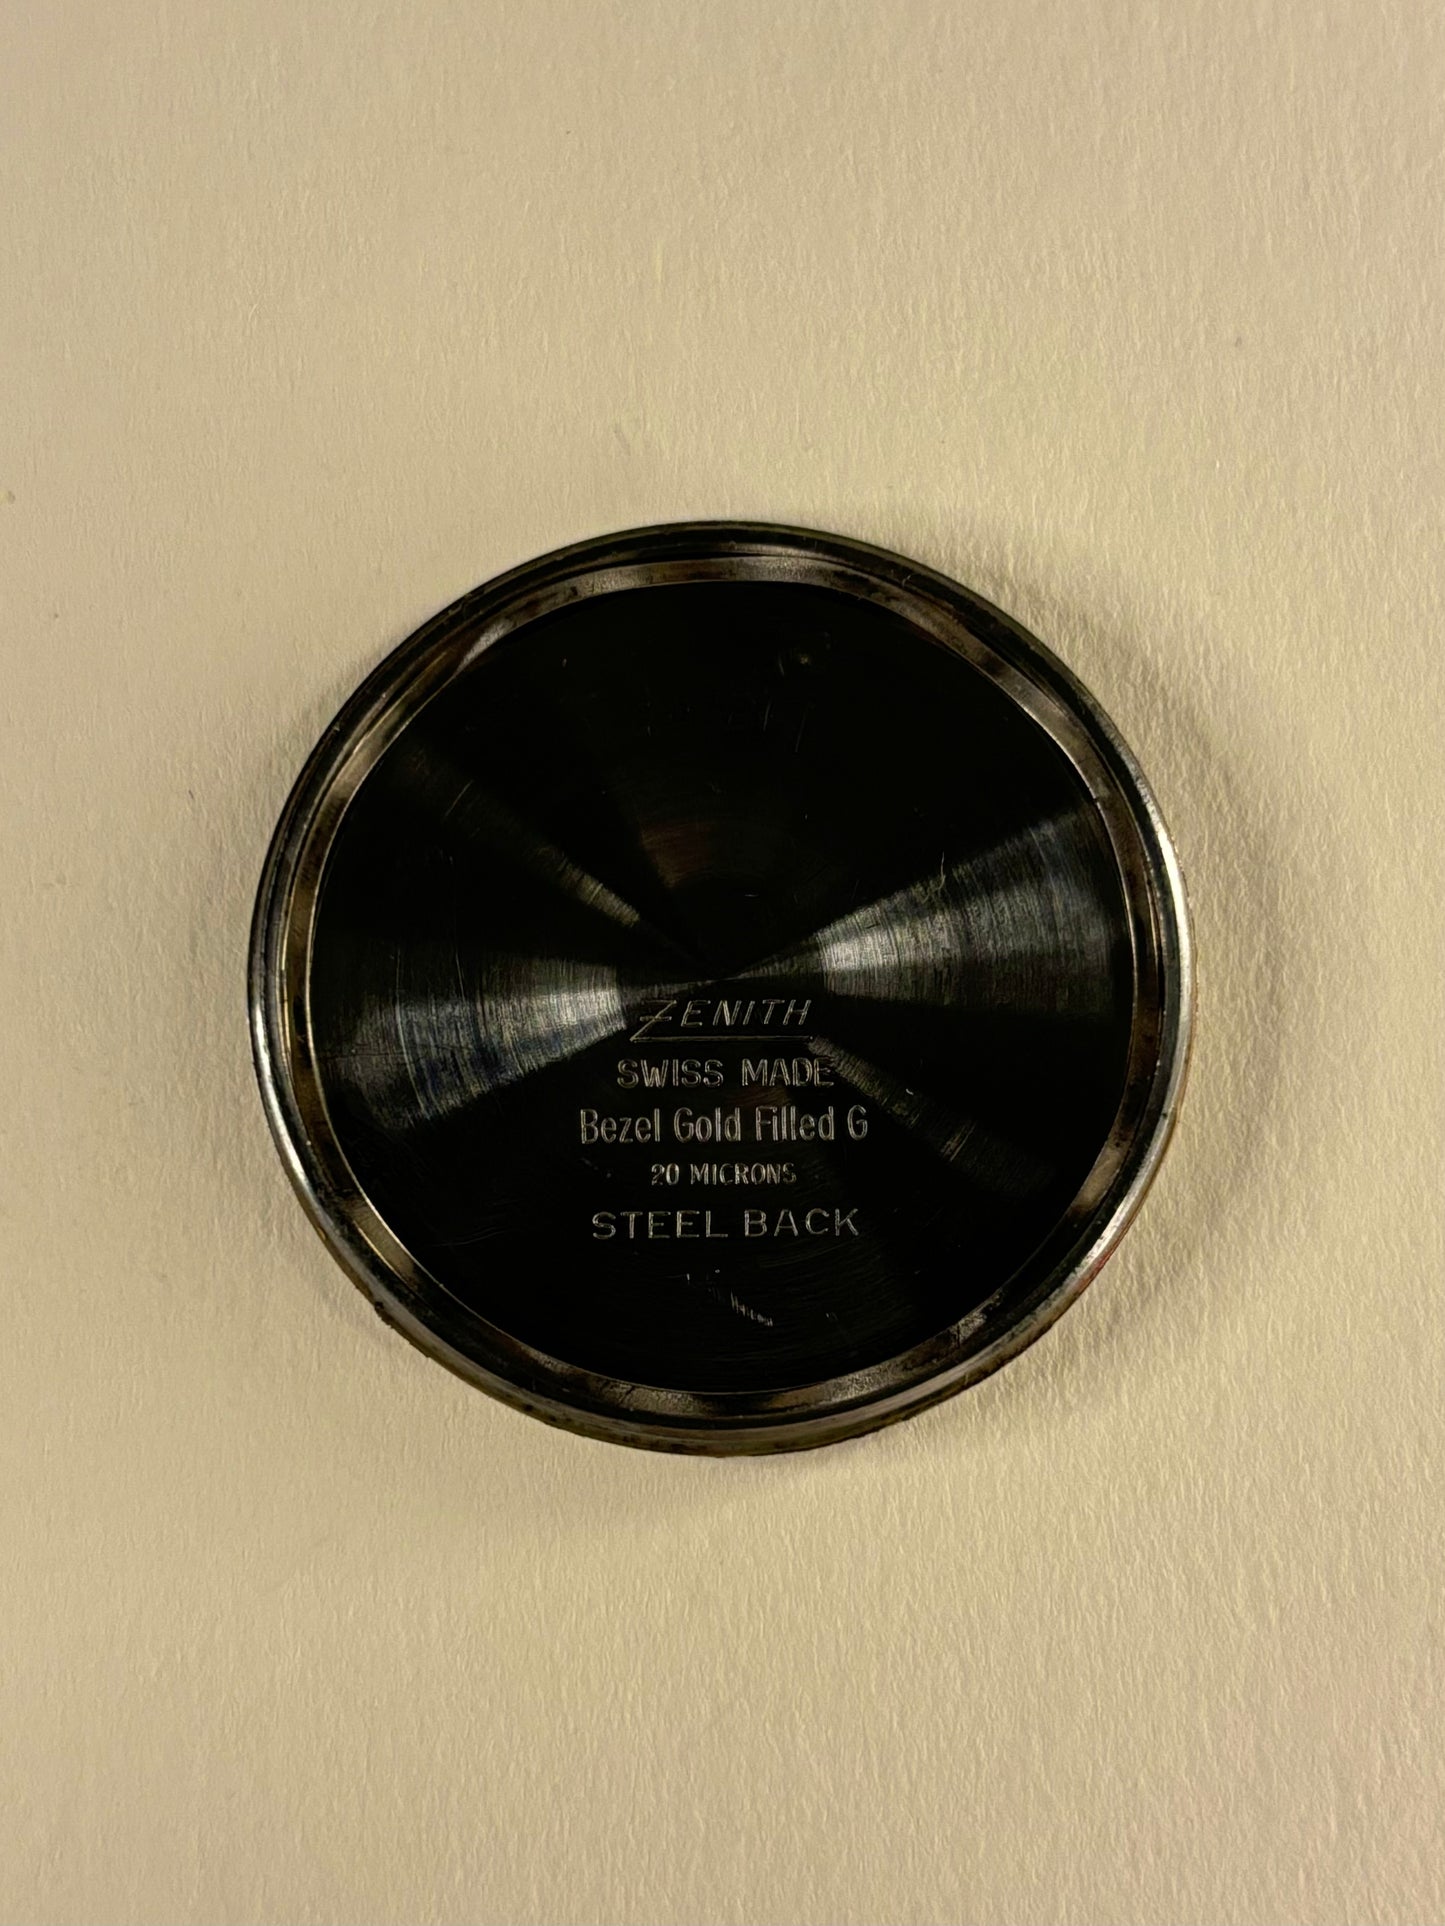 ZENITH
SWISS MADE
Bezel Gold Filled G
20 MICRONS
STEEL BACK